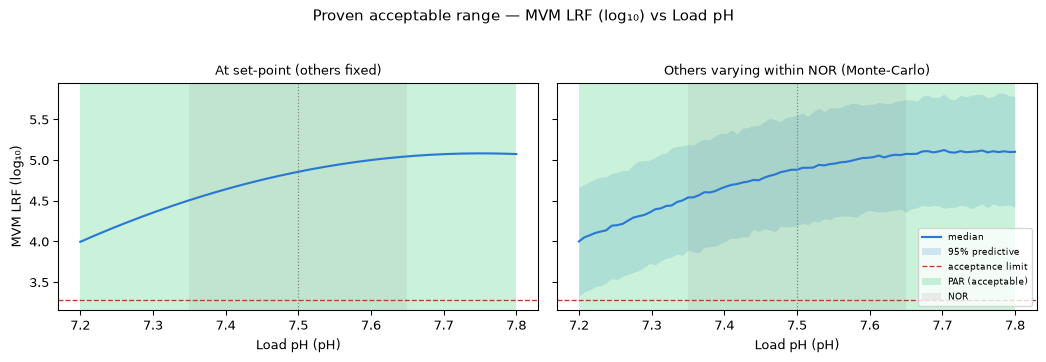 Proven acceptable range — MVM LRF (log₁₀) vs Load pH
At set-point (others fixed)
Others varying within NOR (Monte-Carlo)
MVM LRF (log₁₀)
5.5
5.0
4.5
4.0
3.5
7.2 7.3 7.4 7.5 7.6 7.7 7.8
Load pH (pH)
median
95% predictive
acceptance limit
PAR (acceptable)
NOR
7.2 7.3 7.4 7.5 7.6 7.7 7.8
Load pH (pH)